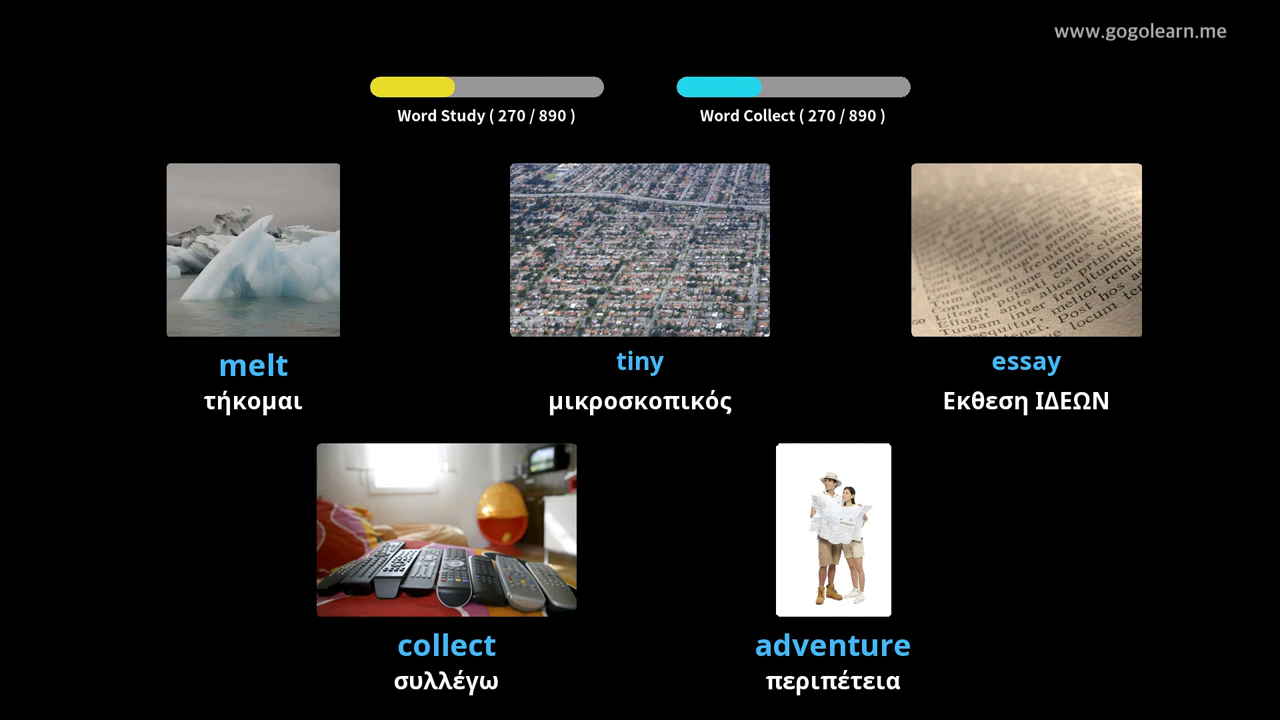 www.gogolearn.me
Word Study ( 270 / 890 )
Word Collect ( 270 / 890 )
melt
tiny
essay
τήκομαι
μικροσκοπικός
Εκθεση ΙΔΕΩΝ
collect
adventure
συλλέγω
περιπέτεια